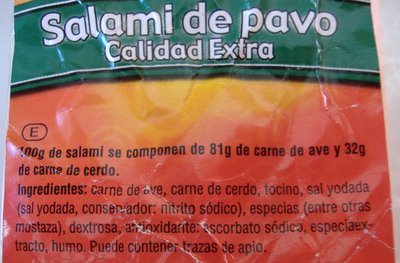 Salami de pavo
Calidad Extra
E
100g de salami se componen de 81g de carne de ave y 32g
de carne de cerdo.
Ingredientes: carne de ave, carne de cerdo, tocino, sal yodada
(sal yodada, conservador: nitrito sódico), especias (entre otras
mostaza), dextrosa, antioxidante: escorbato sódica, especiaex-
tracto, humo. Puede contener trazas de apio.